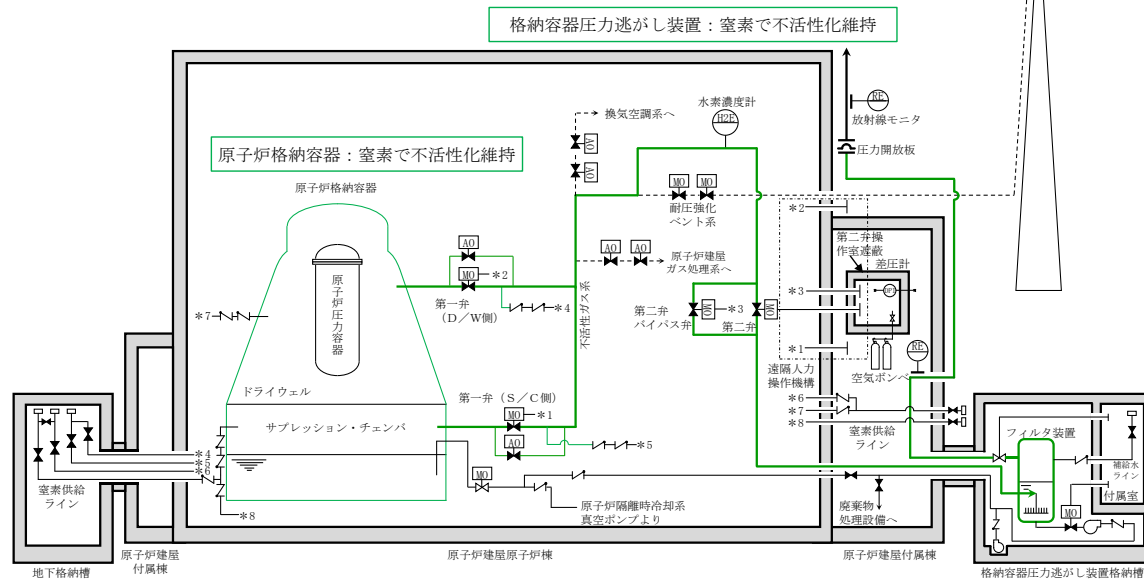 格納容器圧力逃がし装置：窒素で不活性化維持
原子炉格納容器：窒素で不活性化維持
換気空調系へ
水素濃度計
H2E
RE
放射線モニタ
圧力開放板
AO
AO
原子炉格納容器
原子炉圧力容器
MO
MO
耐圧強化
ベント系
AO
MO
＊2
第一弁
（D／W側）
＊4
AO
AO
原子炉建屋
ガス処理系へ
不活性ガス系
＊2
第二弁操
作室遮蔽
差圧計
DPI
＊3
MO
＊3
第二弁
バイパス弁
MO
第二弁
＊1
遠隔人力
操作機構
空気ボンベ
RE
＊7
ドライウェル
サプレッション・チェンバ
第一弁（S／C側）
MO
＊1
AO
＊5
＊6
＊7
＊8
窒素供給
ライン
フィルタ装置
補給水
ライン
付属室
MO
＊4
＊5
＊6
窒素供給
ライン
＊8
MO
原子炉隔離時冷却系
真空ポンプより
廃棄物
処理設備へ
地下格納槽
原子炉建屋
付属棟
原子炉建屋原子炉棟
原子炉建屋付属棟
格納容器圧力逃がし装置格納槽